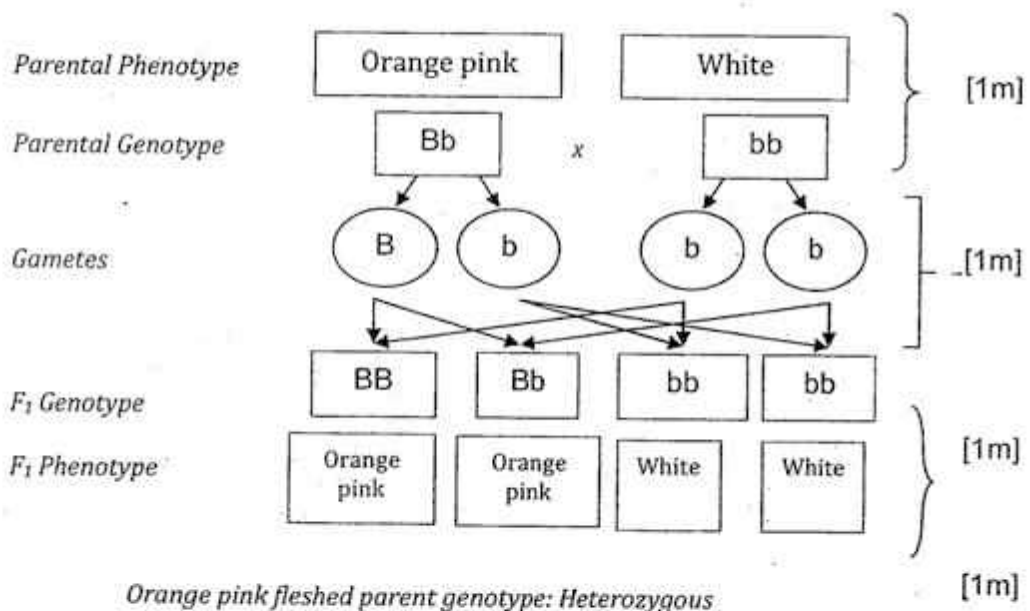 Parental Phenotype Orange pink White [1m]
Parental Genotype Bb x bb
Gametes B b b b [1m]
F₁ Genotype BB Bb bb bb
F₁ Phenotype Orange pink Orange pink White White [1m]
Orange pink fleshed parent genotype: Heterozygous [1m]